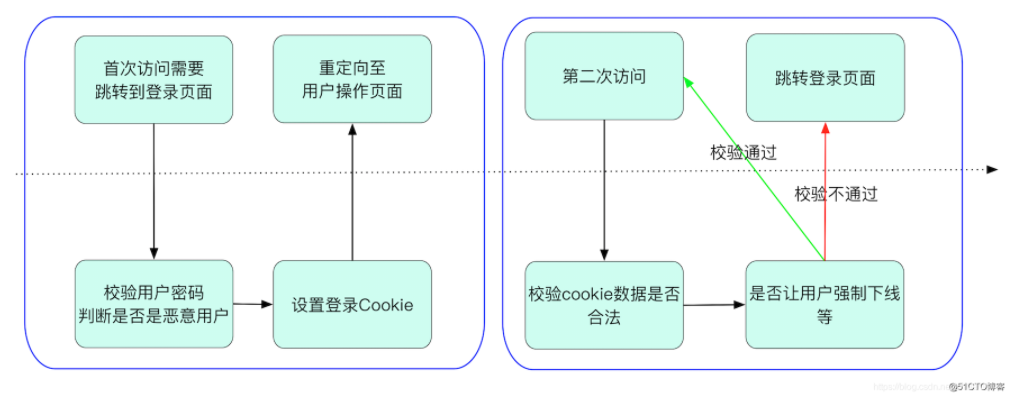 首次访问需要
跳转到登录页面
重定向至
用户操作页面
校验用户密码
判断是否是恶意用户
设置登录Cookie
第二次访问
跳转登录页面
校验通过
校验不通过
校验cookie数据是否
合法
是否让用户强制下线
等
@51CTO博客